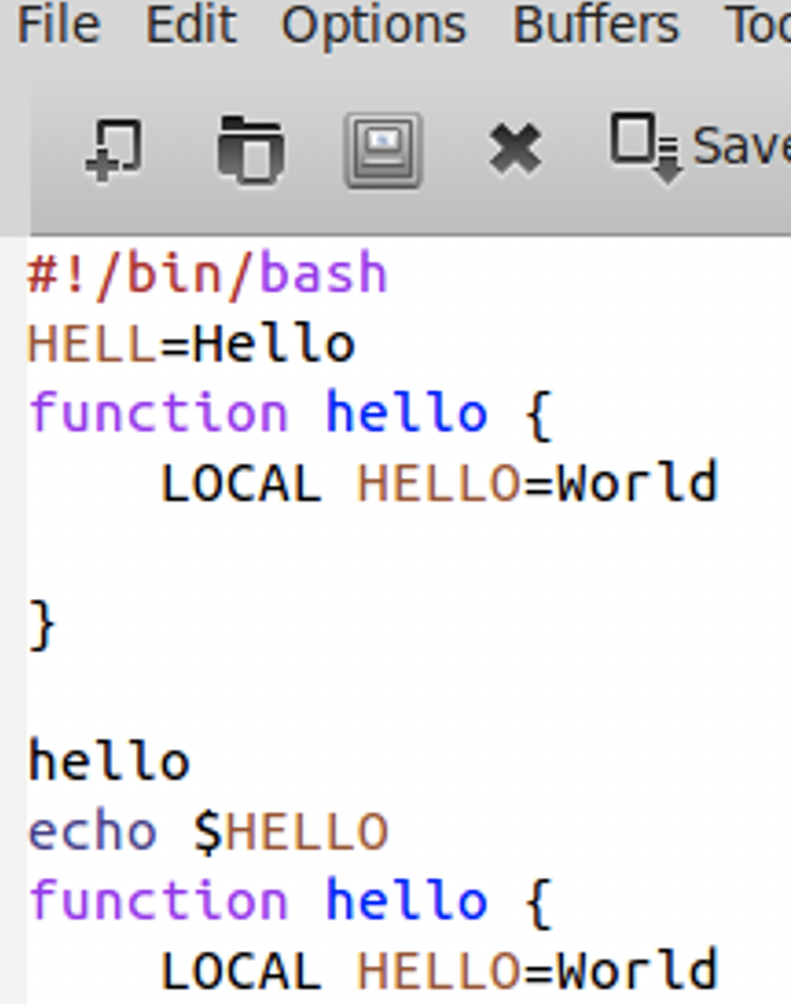 File Edit Options Buffers
Save
#!/bin/bash
HELL=Hello
function hello {
    LOCAL HELLO=World
}
hello
echo $HELLO
function hello {
    LOCAL HELLO=World